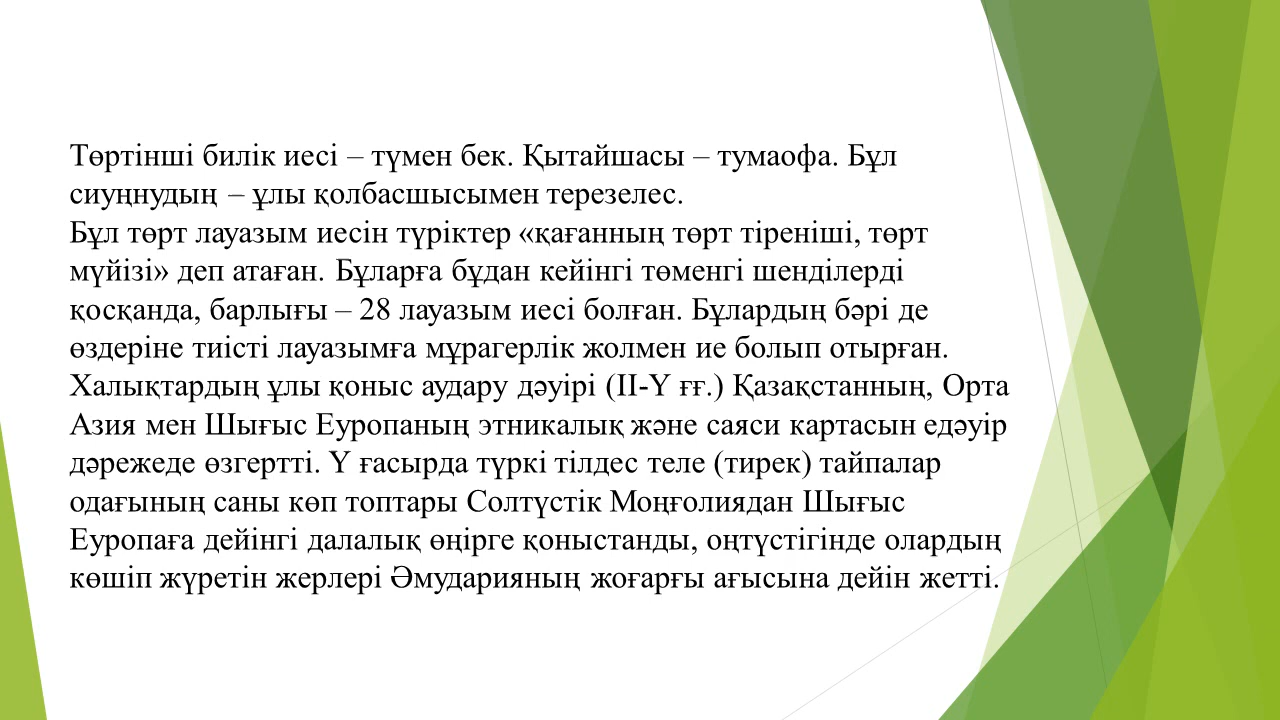 Төртінші билік иесі – түмен бек. Қытайшасы – тумаофа. Бұл
сиуңнудың – ұлы қолбасшысымен терезелес.
Бұл төрт лауазым иесін түріктер «қағанның төрт тіреніші, төрт
мүйізі» деп атаған. Бұларға бұдан кейінгі төменгі шенділерді
қосқанда, барлығы – 28 лауазым иесі болған. Бұлардың бәрі де
өздеріне тиісті лауазымға мұрагерлік жолмен ие болып отырған.
Халықтардың ұлы қоныс аудару дәуірі (ІІ-Ү ғғ.) Қазақстанның, Орта
Азия мен Шығыс Еуропаның этникалық және саяси картасын едәуір
дәрежеде өзгертті. Ү ғасырда түркі тілдес теле (тирек) тайпалар
одағының саны көп топтары Солтүстік Моңғолиядан Шығыс
Еуропаға дейінгі далалық өңірге қоныстанды, оңтүстігінде олардың
көшіп жүретін жерлері Әмударияның жоғарғы ағысына дейін жетті.